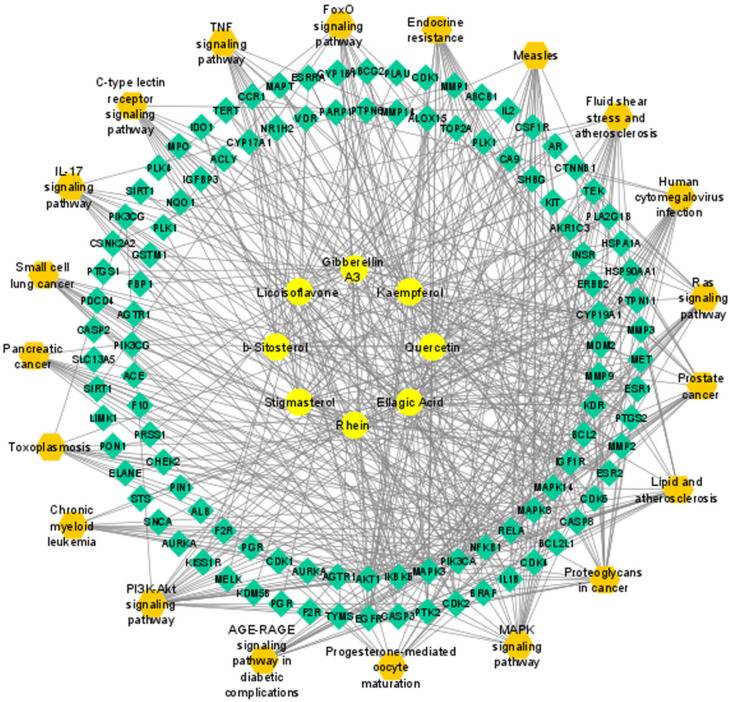 FoxO
signaling
pathway
Endocrine
resistance
Measles
Fluid shear
stress and
atherosclerosis
Human
cytomegalovirus
infection
Ras
signaling
pathway
Prostate
cancer
Lipid and
atherosclerosis
Proteoglycans
in cancer
MAPK
signaling
pathway
Progesterone-mediated
oocyte
maturation
AGE-RAGE
signaling
pathway in
diabetic
complications
PI3K-Akt
signaling
pathway
Chronic
myeloid
leukemia
Toxoplasmosis
Pancreatic
cancer
Small cell
lung cancer
IL-17
signaling
pathway
C-type lectin
receptor
signaling
pathway
TNF
signaling
pathway
ESRRA
CYP1B1
ABCG2
PLAU
CDK1
MMP1
ABCB1
IL2
CSF1R
AR
CTNNB1
TEK
PLA2G1B
HSPA1A
HSP90AA1
PTPN11
MMP3
MET
ESR1
PTGS2
MMP2
ESR2
CDK6
CASP8
BCL2L1
CDK4
IL1B
BRAF
CDK2
PTK2
CASP3
EGFR
TYMS
F2R
PGR
KDM5B
MELK
KISS1R
AURKA
SNCA
STS
ELANE
PON1
LIMK1
SIRT1
SLC13A5
CASP2
PDCD4
PTGS1
CSNK2A2
PIK3CG
SIRT1
PLK4
MPO
IDO1
TERT
CCR1
MAPT
VDR
PARP1
PTPN6
MMP14
ALOX15
TOP2A
PLK1
CA9
SHBG
KIT
AKR1C3
INSR
ERBB2
CYP19A1
MDM2
MMP9
KDR
BCL2
IGF1R
MAPK14
MAPK8
RELA
NFKB1
PIK3CA
MAPK3
IKBKB
AKT1
AGTR1
AURKA
CDK1
PGR
F2R
ALB
PIN1
CHEK2
PRSS1
F10
ACE
PIK3CG
AGTR1
FBP1
GSTM1
PLK1
NQO1
IGFBP3
ACLY
CYP17A1
NR1H2
Gibberellin
A3
Kaempferol
Quercetin
Ellagic Acid
Rhein
Stigmasterol
b-Sitosterol
Licoisoflavone